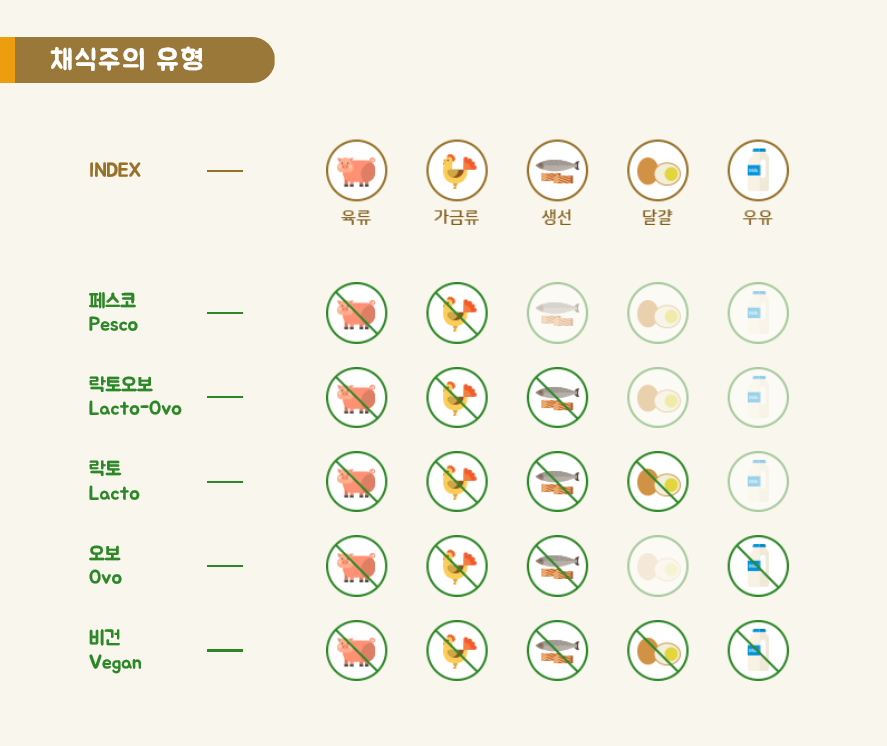 채식주의 유형
INDEX
육류
가금류
생선
달걀
우유
페스코
Pesco
락토오보
Lacto-Ovo
락토
Lacto
오보
Ovo
비건
Vegan